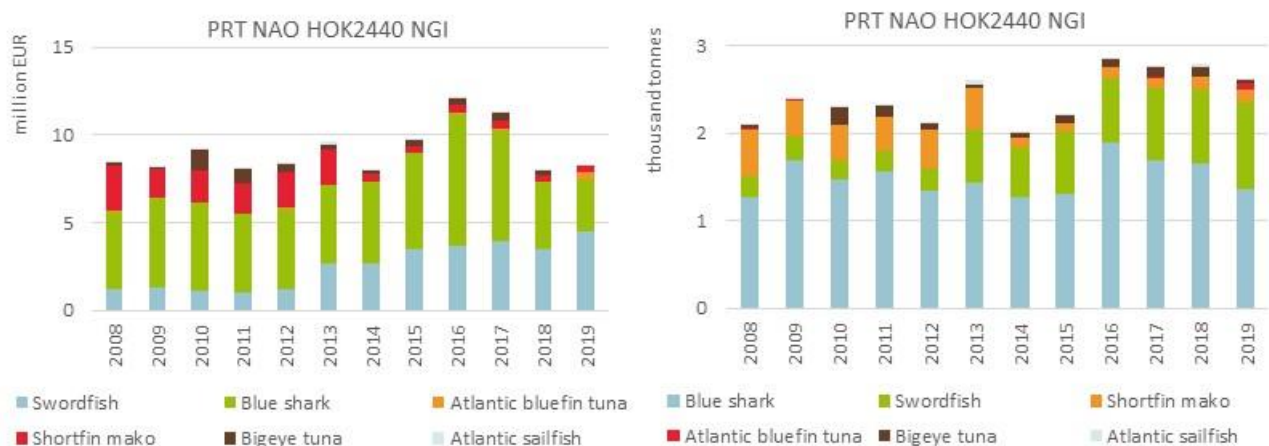 PRT NAO HOK2440 NGI
million EUR
15
10
5
0
2008 2009 2010 2011 2012 2013 2014 2015 2016 2017 2018 2019
Swordfish Blue shark Atlantic bluefin tuna
Shortfin mako Bigeye tuna Atlantic sailfish
PRT NAO HOK2440 NGI
thousand tonnes
3
2
1
0
2008 2009 2010 2011 2012 2013 2014 2015 2016 2017 2018 2019
Blue shark Swordfish Shortfin mako
Atlantic bluefin tuna Bigeye tuna Atlantic sailfish